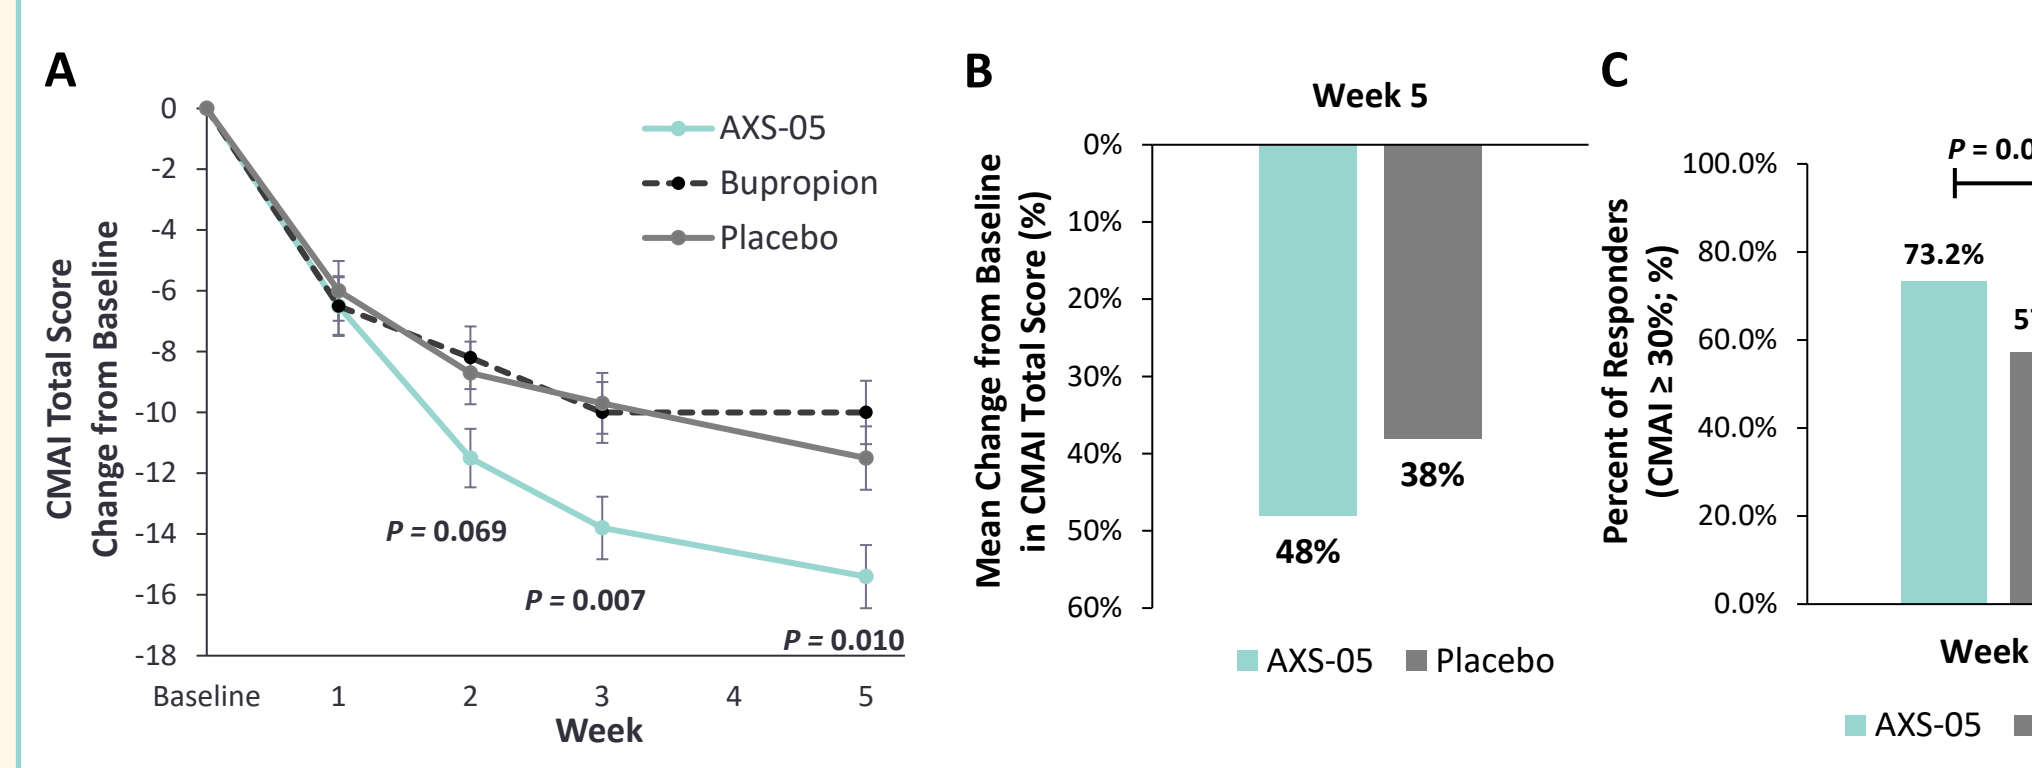 A
CMAI Total Score
Change from Baseline
0
-2
-4
-6
-8
-10
-12
-14
-16
-18
AXS-05
Bupropion
Placebo
P = 0.069
P = 0.007
P = 0.010
Baseline 1 2 3 4 5
Week
B
Week 5
Mean Change from Baseline
in CMAI Total Score (%)
0%
10%
20%
30%
40%
50%
60%
48%
38%
AXS-05 Placebo
C
Percent of Responders
(CMAI ≥ 30%; %)
P = 0.0
100.0%
80.0%
60.0%
40.0%
20.0%
0.0%
73.2%
Week
AXS-05